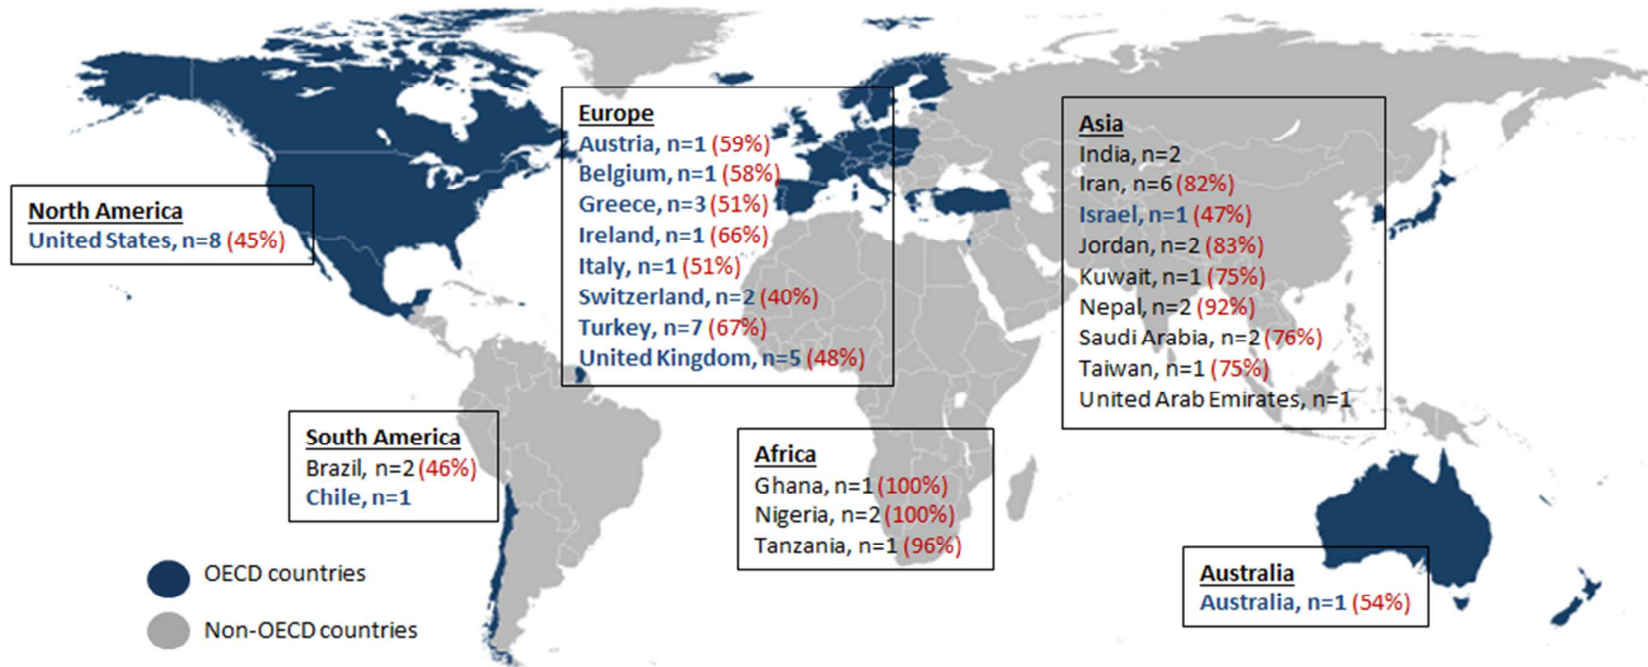 North America
United States, n=8 (45%)
Europe
Austria, n=1 (59%)
Belgium, n=1 (58%)
Greece, n=3 (51%)
Ireland, n=1 (66%)
Italy, n=1 (51%)
Switzerland, n=2 (40%)
Turkey, n=7 (67%)
United Kingdom, n=5 (48%)
Asia
India, n=2
Iran, n=6 (82%)
Israel, n=1 (47%)
Jordan, n=2 (83%)
Kuwait, n=1 (75%)
Nepal, n=2 (92%)
Saudi Arabia, n=2 (76%)
Taiwan, n=1 (75%)
United Arab Emirates, n=1
South America
Brazil, n=2 (46%)
Chile, n=1
Africa
Ghana, n=1 (100%)
Nigeria, n=2 (100%)
Tanzania, n=1 (96%)
Australia
Australia, n=1 (54%)
OECD countries
Non-OECD countries